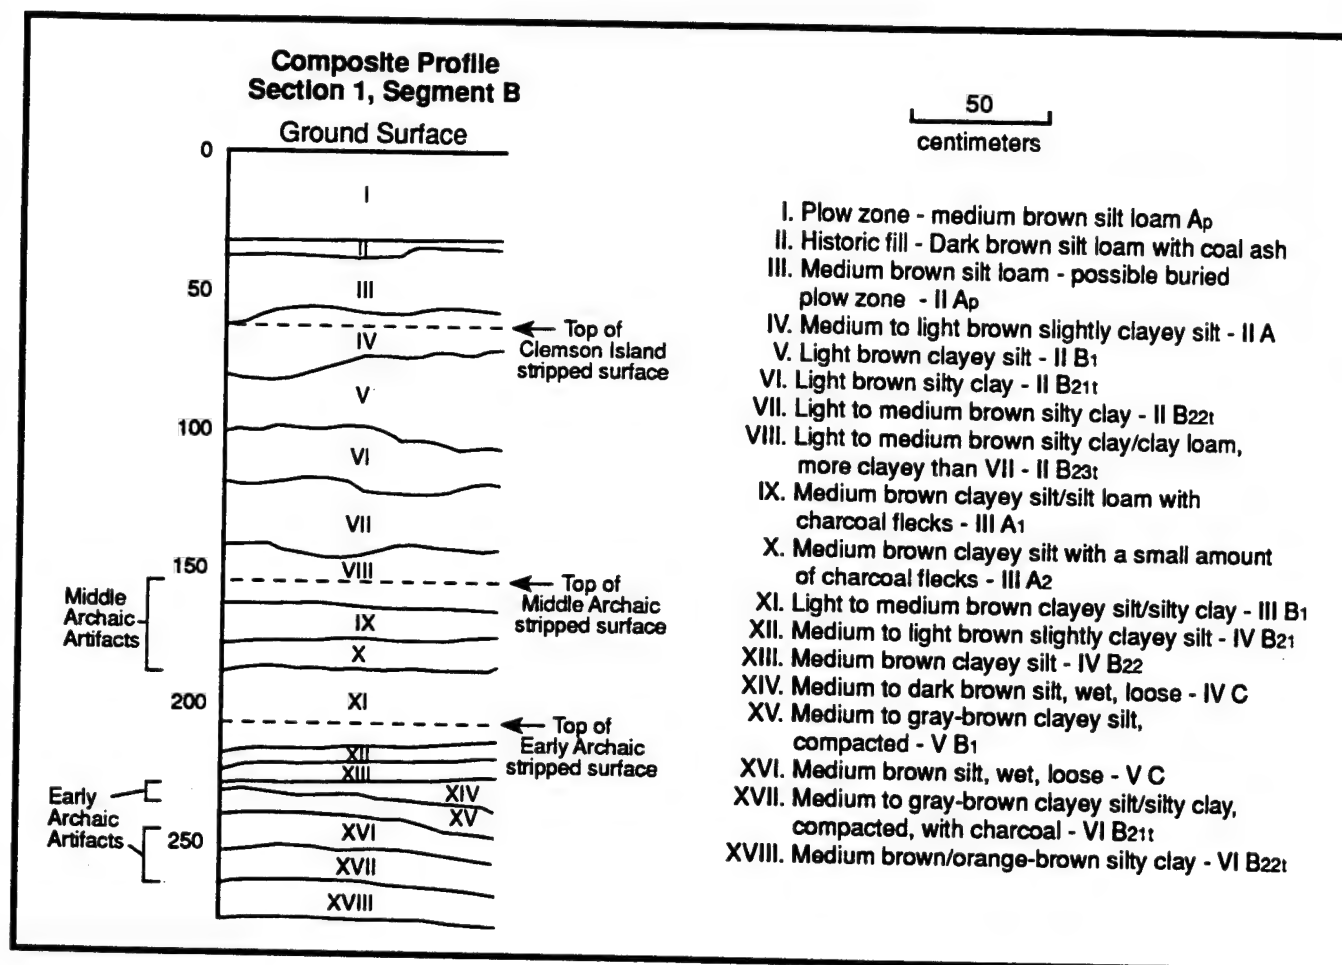 Composite Profile
Section 1, Segment B
Ground Surface
0
50
100
150
200
250
I
II
III
IV
V
VI
VII
VIII
IX
X
XI
XII
XIII
XIV
XV
XVI
XVII
XVIII
Top of
Clemson Island
stripped surface
Top of
Middle Archaic
stripped surface
Top of
Early Archaic
stripped surface
Middle
Archaic
Artifacts
Early
Archaic
Artifacts
50
centimeters
I. Plow zone - medium brown silt loam Ap
II. Historic fill - Dark brown silt loam with coal ash
III. Medium brown silt loam - possible buried
plow zone - II Ap
IV. Medium to light brown slightly clayey silt - II A
V. Light brown clayey silt - II B1
VI. Light brown silty clay - II B21t
VII. Light to medium brown silty clay - II B22t
VIII. Light to medium brown silty clay/clay loam,
more clayey than VII - II B23t
IX. Medium brown clayey silt/silt loam with
charcoal flecks - III A1
X. Medium brown clayey silt with a small amount
of charcoal flecks - III A2
XI. Light to medium brown clayey silt/silty clay - III B1
XII. Medium to light brown slightly clayey silt - IV B21
XIII. Medium brown clayey silt - IV B22
XIV. Medium to dark brown silt, wet, loose - IV C
XV. Medium to gray-brown clayey silt,
compacted - V B1
XVI. Medium brown silt, wet, loose - V C
XVII. Medium to gray-brown clayey silt/silty clay,
compacted, with charcoal - VI B21t
XVIII. Medium brown/orange-brown silty clay - VI B22t